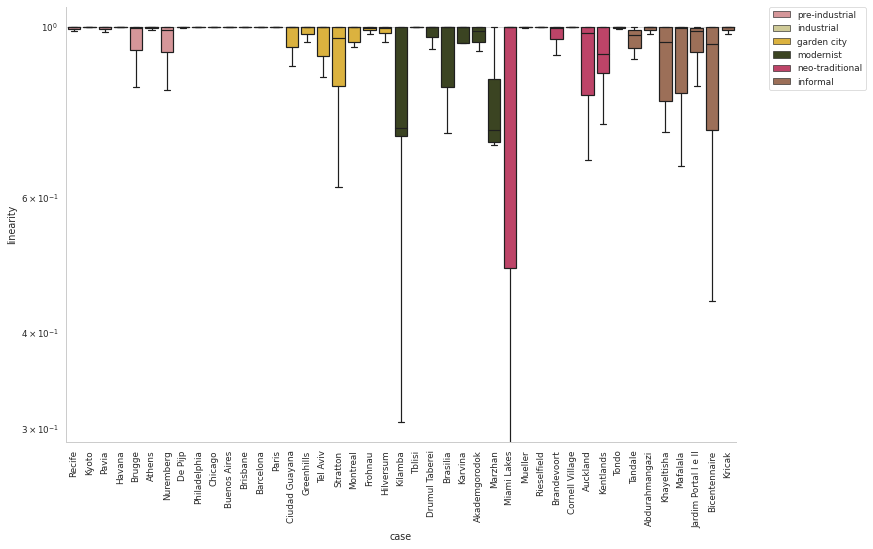 10⁰
6 × 10⁻¹
4 × 10⁻¹
3 × 10⁻¹
linearity
Recife
Kyoto
Pavia
Havana
Brugge
Athens
Nuremberg
De Pijp
Philadelphia
Chicago
Buenos Aires
Brisbane
Barcelona
Paris
Ciudad Guayana
Greenhills
Tel Aviv
Stratton
Montreal
Frohnau
Hilversum
Kilamba
Tblisi
Drumul Taberei
Brasilia
Karvina
Akademgorodok
Marzhan
Miami Lakes
Mueller
Rieselfield
Brandevoort
Cornell Village
Auckland
Kentlands
Tondo
Tandale
Abdurahmangazi
Khayeltisha
Mafalala
Jardim Portal I e II
Bicentennaire
Kricak
case
pre-industrial
industrial
garden city
modernist
neo-traditional
informal